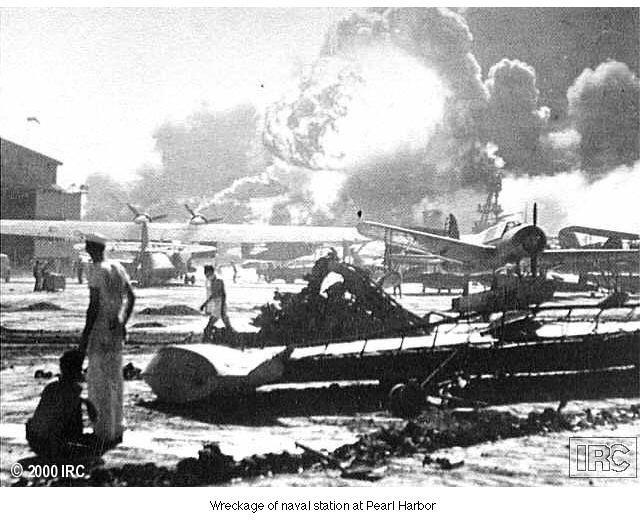 © 2000 IRC
IRC
Wreckage of naval station at Pearl Harbor